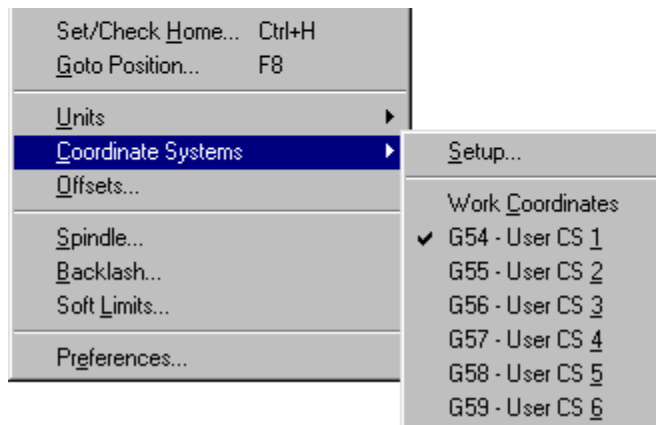 Set/Check Home... Ctrl+H
Goto Position... F8
Units
Coordinate Systems
Offsets...
Spindle...
Backlash...
Soft Limits...
Preferences...
Setup...
Work Coordinates
G54 - User CS 1
G55 - User CS 2
G56 - User CS 3
G57 - User CS 4
G58 - User CS 5
G59 - User CS 6